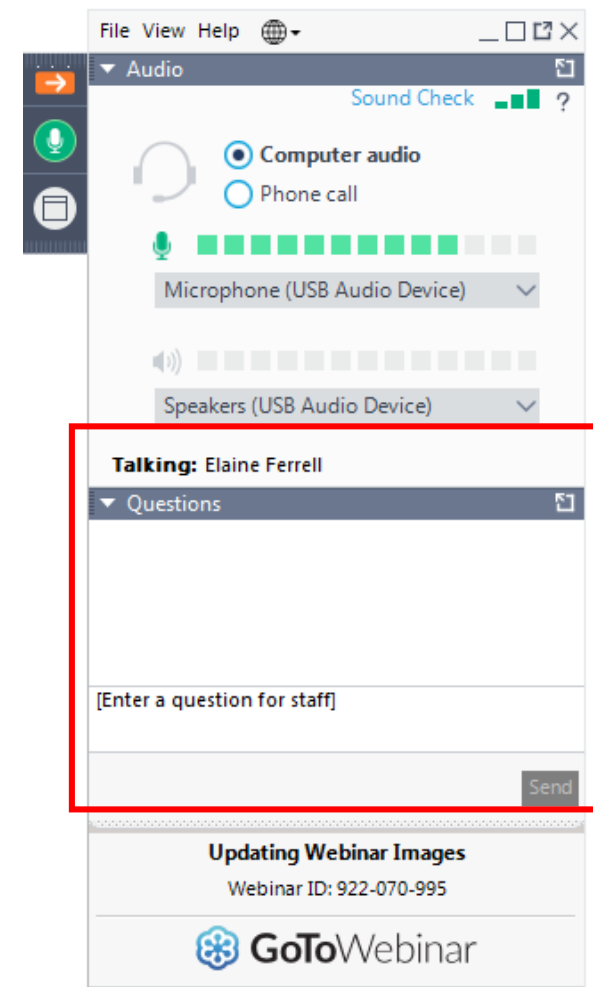 File View Help
Audio
Sound Check ?
Computer audio
Phone call
Microphone (USB Audio Device)
Speakers (USB Audio Device)
Talking: Elaine Ferrell
Questions
[Enter a question for staff]
Send
Updating Webinar Images
Webinar ID: 922-070-995
GoToWebinar